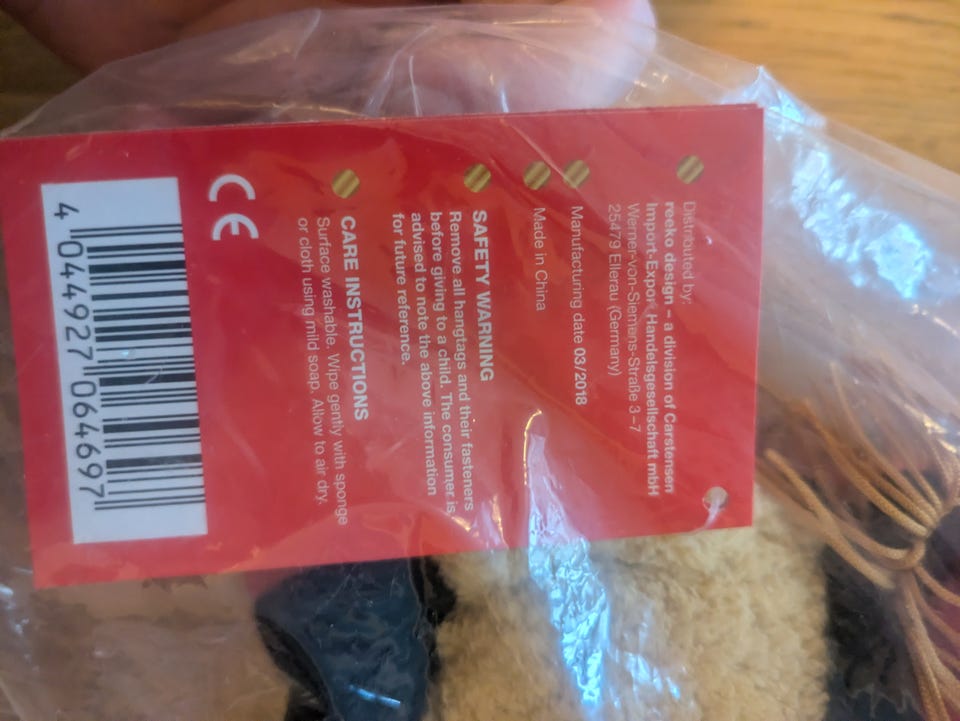 Distributed by:
reeko design – a division of Carstensen
Import-Export Handelsgesellschaft mbH
Werner-von-Siemens-Straße 3–7
25479 Ellerau (Germany)
Manufacturing date 03/2018
Made in China
SAFETY WARNING
Remove all hangtags and their fasteners
before giving to a child. The consumer is
advised to note the above information
for future reference.
CARE INSTRUCTIONS
Surface washable. Wipe gently with sponge
or cloth using mild soap. Allow to air dry.
CE
4 044927 064697